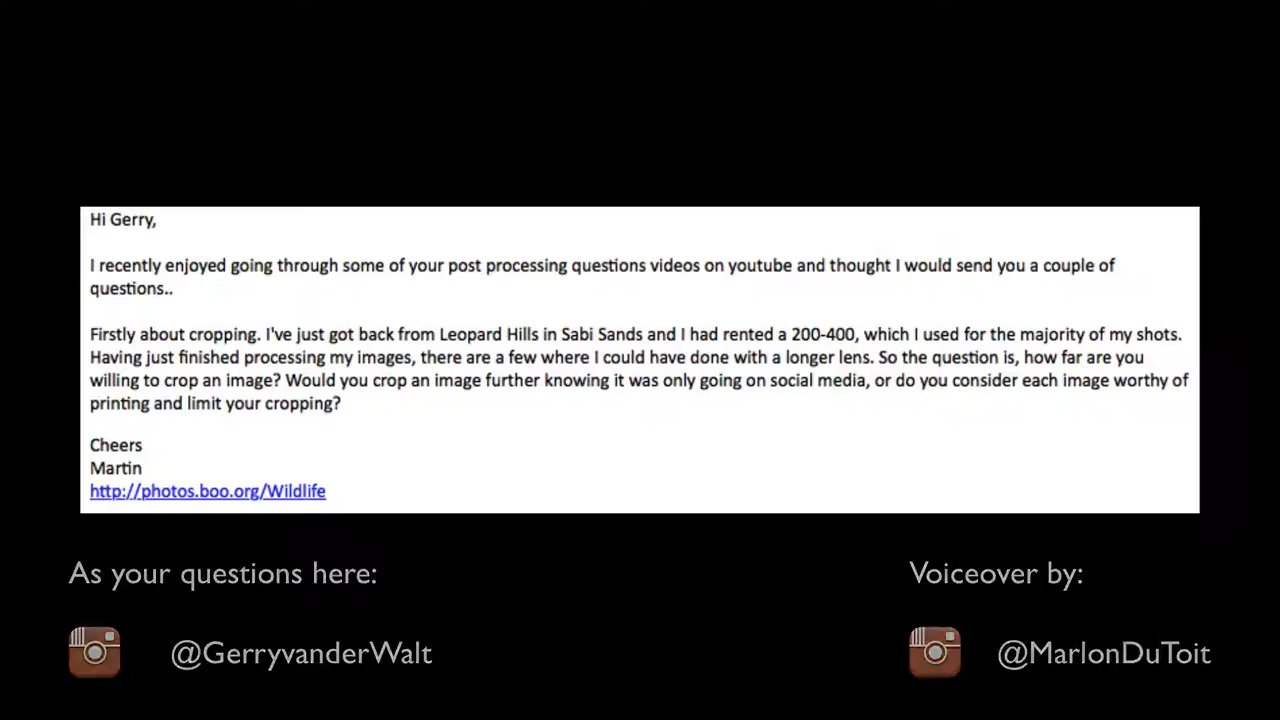 Hi Gerry,
I recently enjoyed going through some of your post processing questions videos on youtube and thought I would send you a couple of
questions..
Firstly about cropping. I've just got back from Leopard Hills in Sabi Sands and I had rented a 200-400, which I used for the majority of my shots.
Having just finished processing my images, there are a few where I could have done with a longer lens. So the question is, how far are you
willing to crop an image? Would you crop an image further knowing it was only going on social media, or do you consider each image worthy of
printing and limit your cropping?
Cheers
Martin
http://photos.boo.org/Wildlife
As your questions here:
Voiceover by:
@GerryvanderWalt
@MarlonDuToit